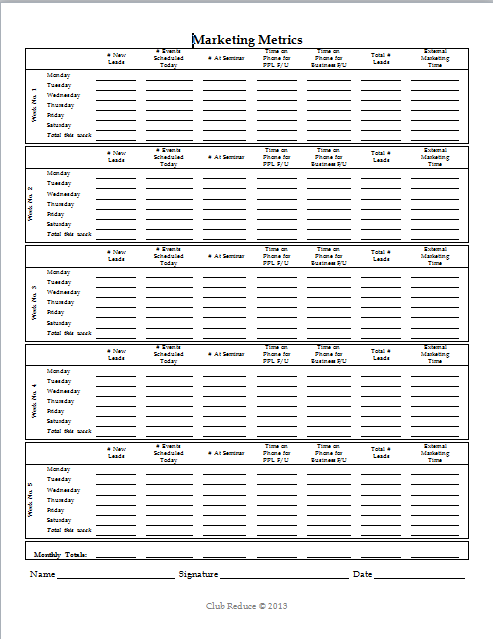 Marketing Metrics
# New Leads # Events Scheduled Today # At Seminar Time on Phone for PPL F/U Time on Phone for Business F/U Total # Leads External Marketing Time
Week No. 1
Monday
Tuesday
Wednesday
Thursday
Friday
Saturday
Total this week
# New Leads # Events Scheduled Today # At Seminar Time on Phone for PPL F/U Time on Phone for Business F/U Total # Leads External Marketing Time
Week No. 2
Monday
Tuesday
Wednesday
Thursday
Friday
Saturday
Total this week
# New Leads # Events Scheduled Today # At Seminar Time on Phone for PPL F/U Time on Phone for Business F/U Total # Leads External Marketing Time
Week No. 3
Monday
Tuesday
Wednesday
Thursday
Friday
Saturday
Total this week
# New Leads # Events Scheduled Today # At Seminar Time on Phone for PPL F/U Time on Phone for Business F/U Total # Leads External Marketing Time
Week No. 4
Monday
Tuesday
Wednesday
Thursday
Friday
Saturday
Total this week
# New Leads # Events Scheduled Today # At Seminar Time on Phone for PPL F/U Time on Phone for Business F/U Total # Leads External Marketing Time
Week No. 5
Monday
Tuesday
Wednesday
Thursday
Friday
Saturday
Total this week
Monthly Totals:
Name Signature Date
Club Reduce © 2013